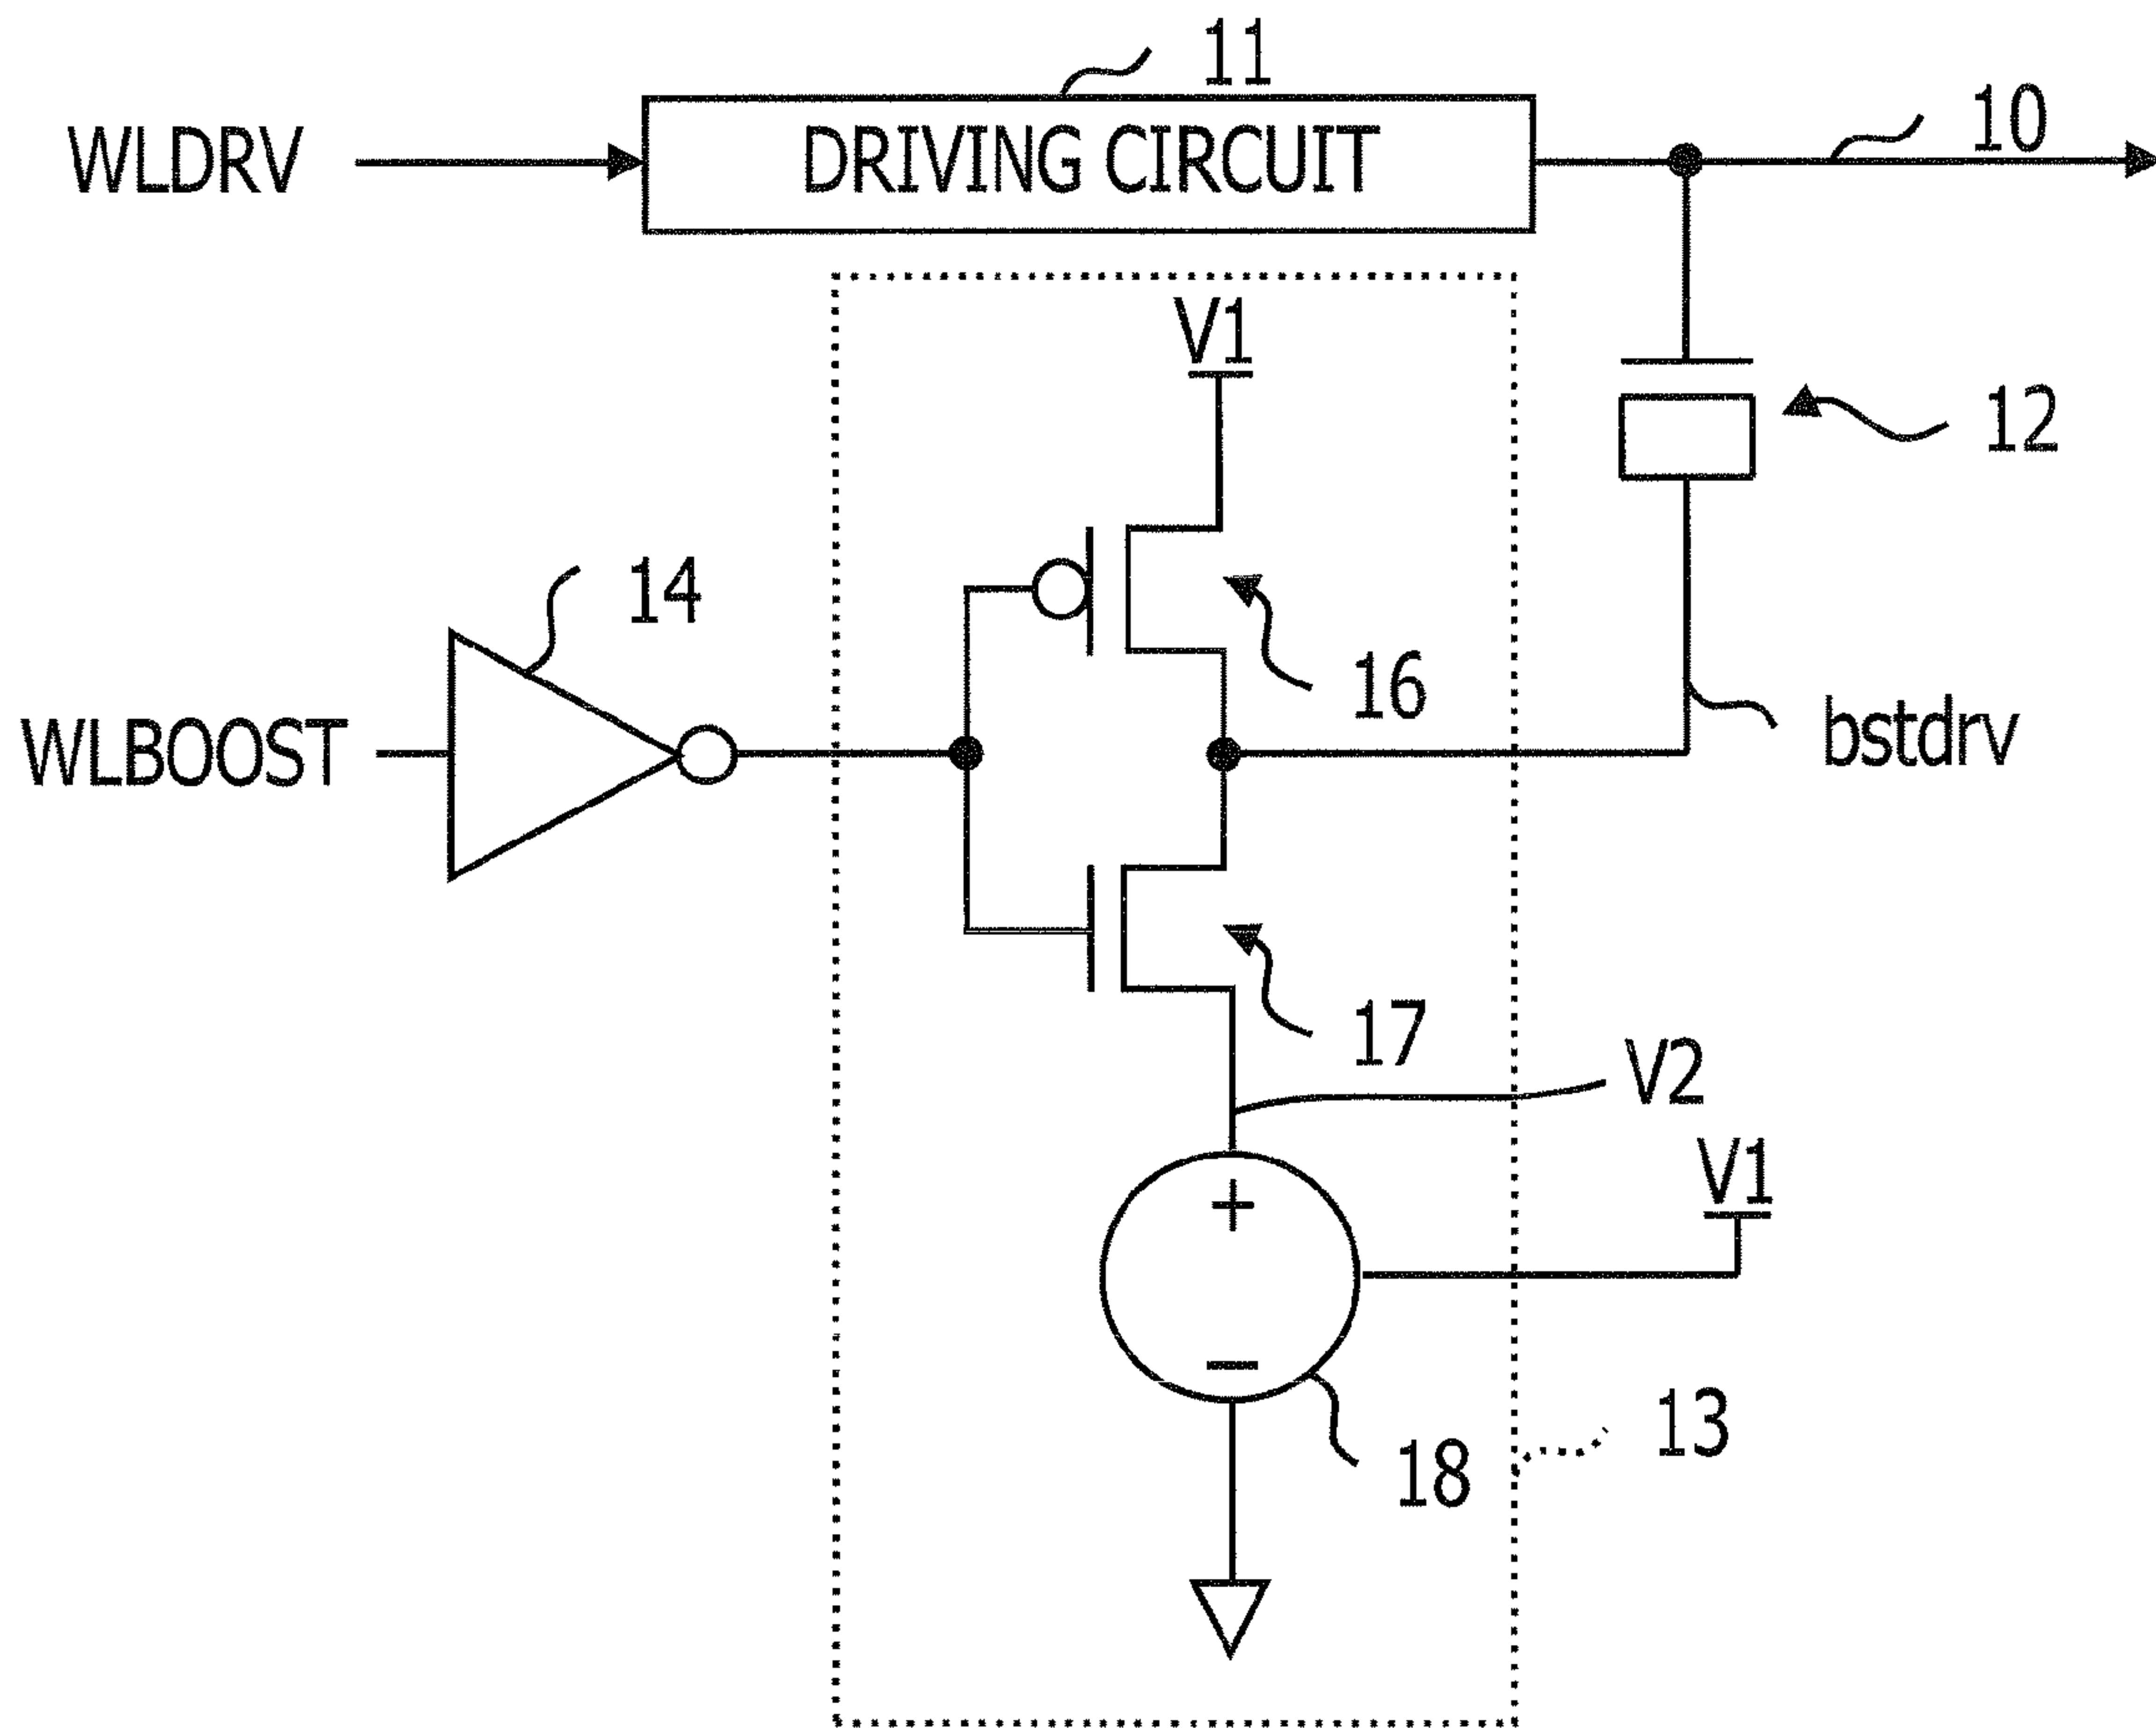 11
WLDRV
DRIVING CIRCUIT
10
V1
12
14
16
WLBOOST
bstdrv
17
V2
+
V1
−
13
18